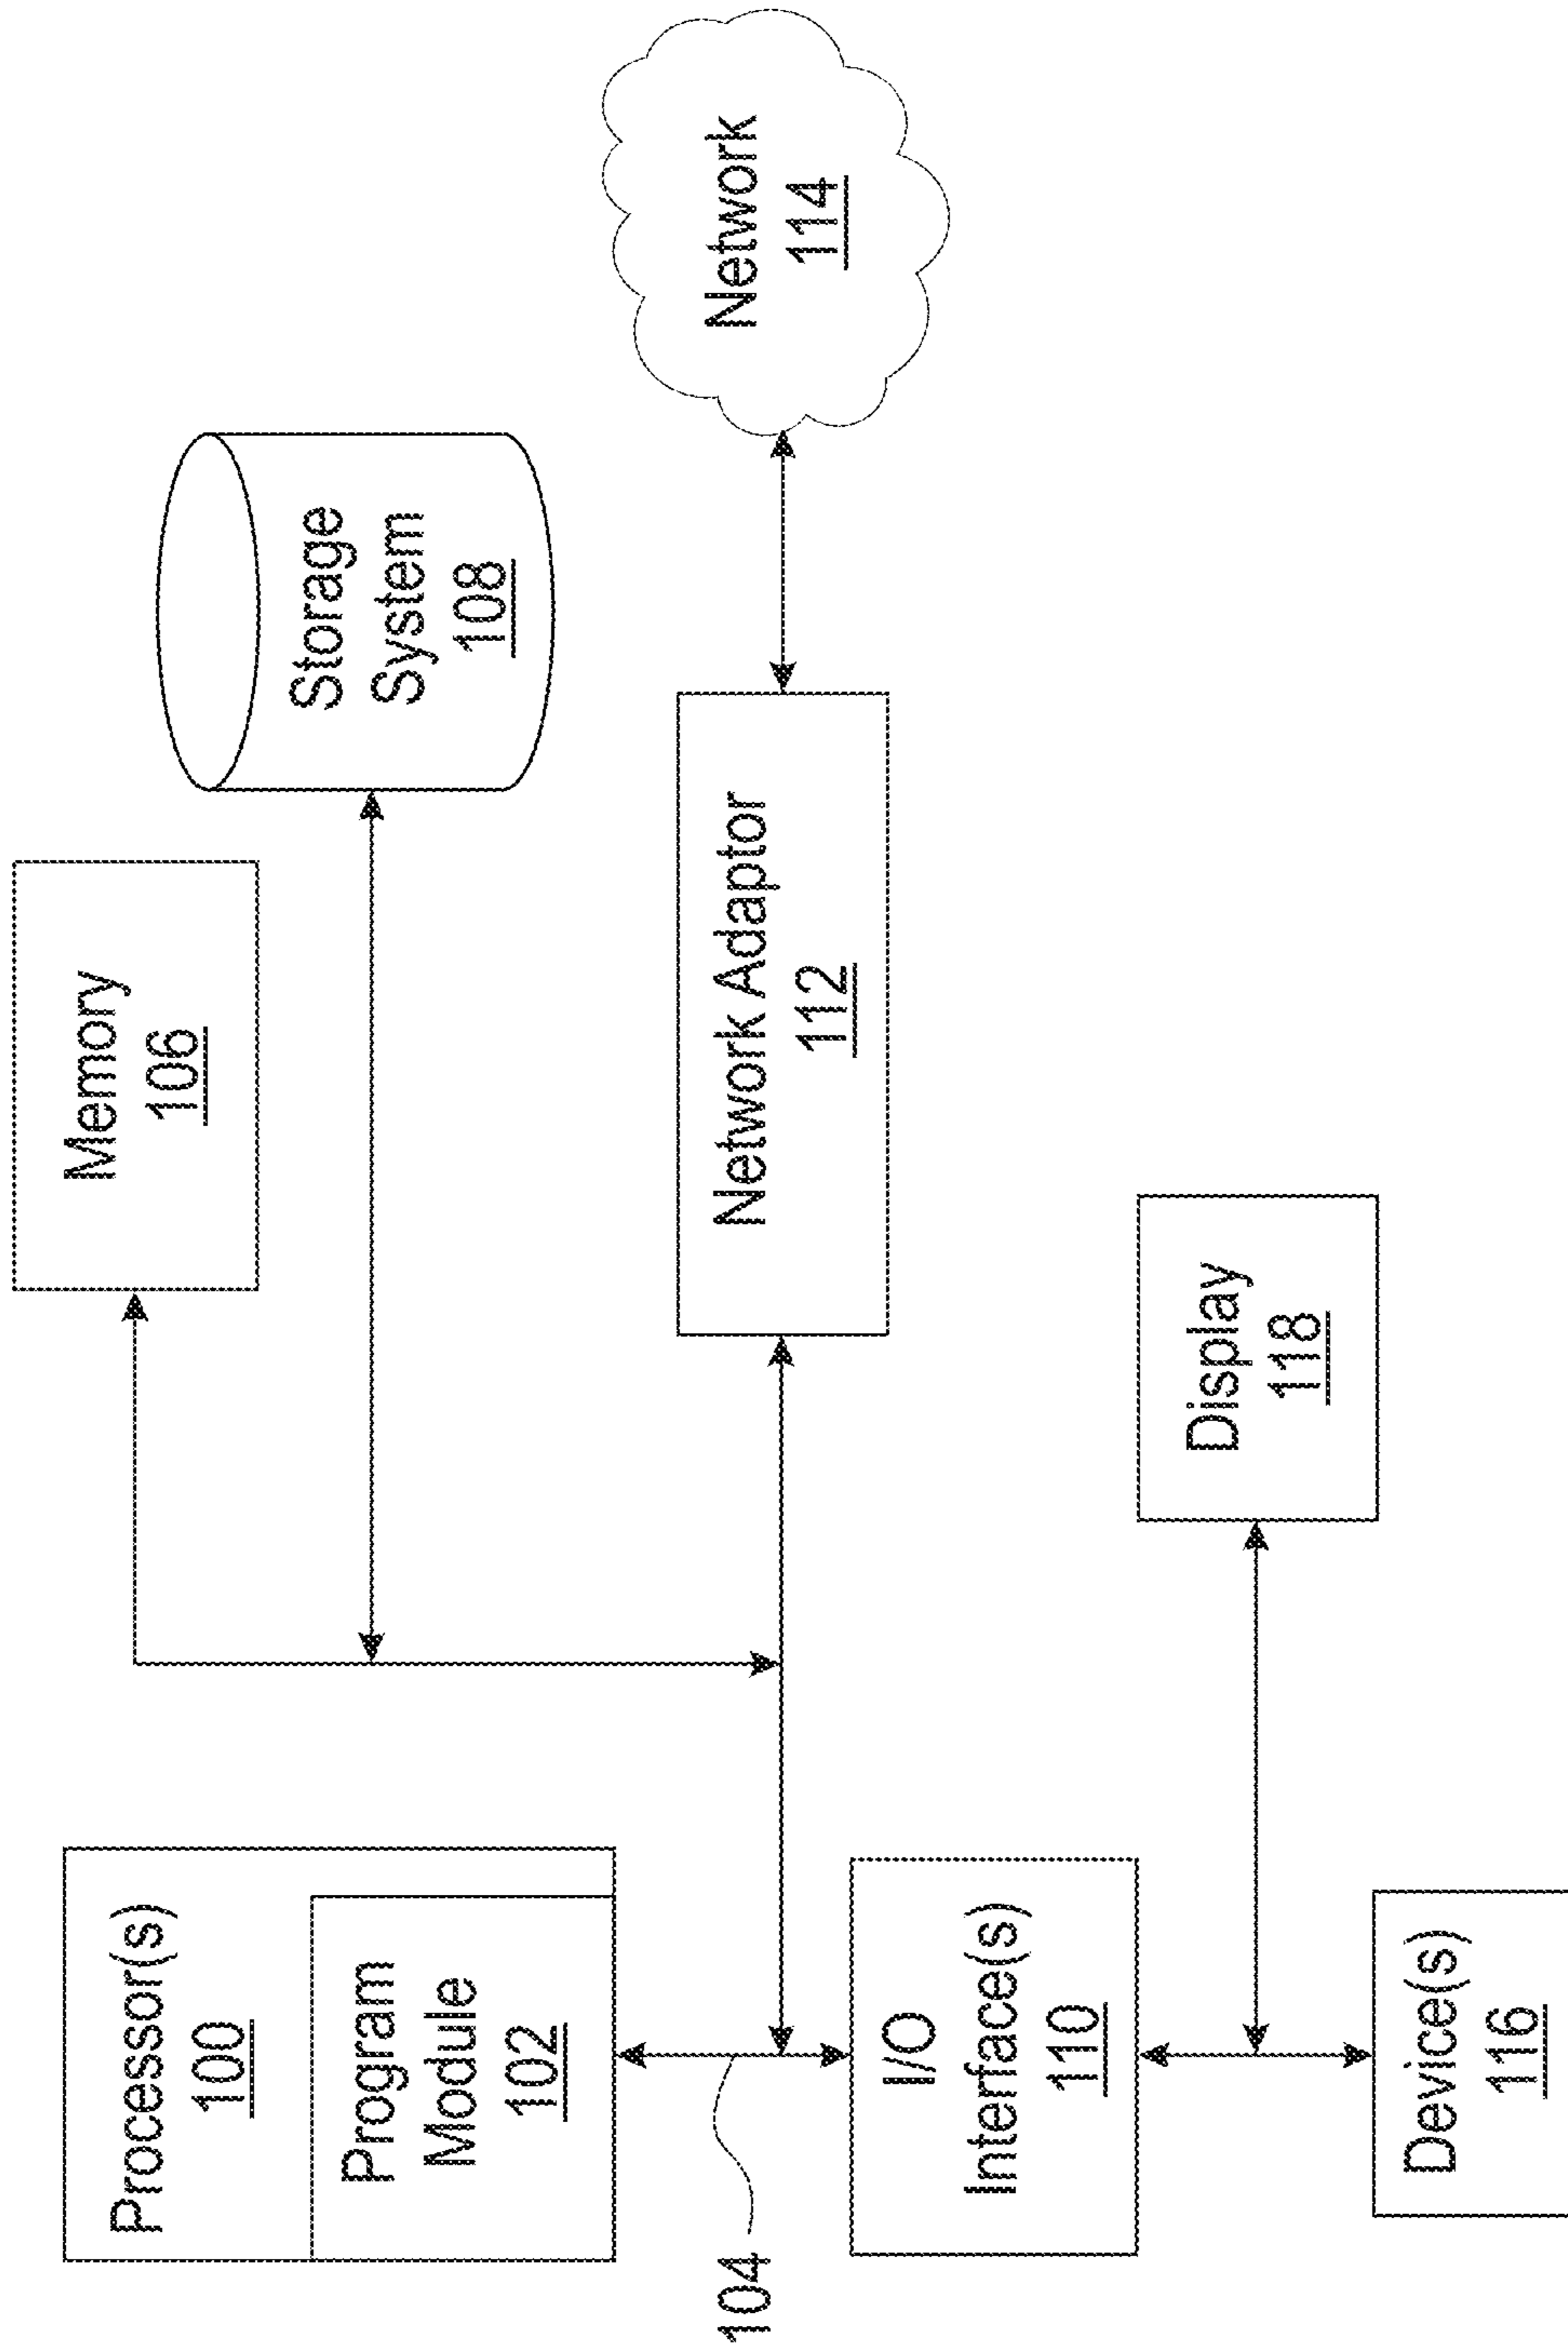 Processor(s)
100
Program
Module
102
104
I/O
Interface(s)
110
Device(s)
116
Memory
106
Storage
System
108
Network Adaptor
112
Network
114
Display
118